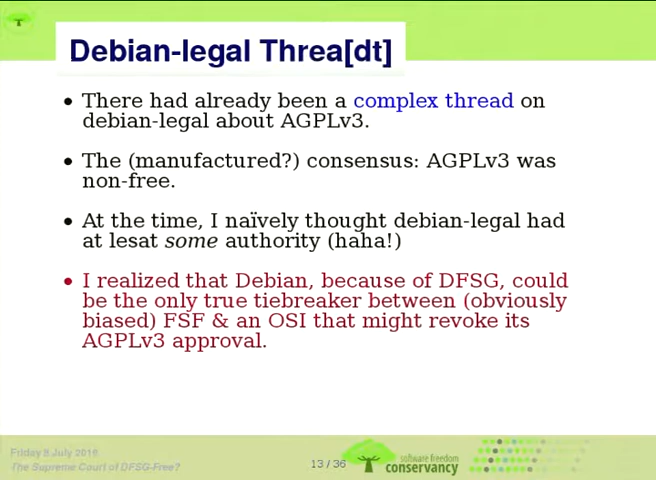 Debian-legal Threa[dt]
There had already been a complex thread on
debian-legal about AGPLv3.
The (manufactured?) consensus: AGPLv3 was
non-free.
At the time, I naïvely thought debian-legal had
at lesat some authority (haha!)
I realized that Debian, because of DFSG, could
be the only true tiebreaker between (obviously
biased) FSF & an OSI that might revoke its
AGPLv3 approval.
Friday 8 July 2016
The Supreme Court of DFSG-Free?
13 / 36
software freedom
conservancy